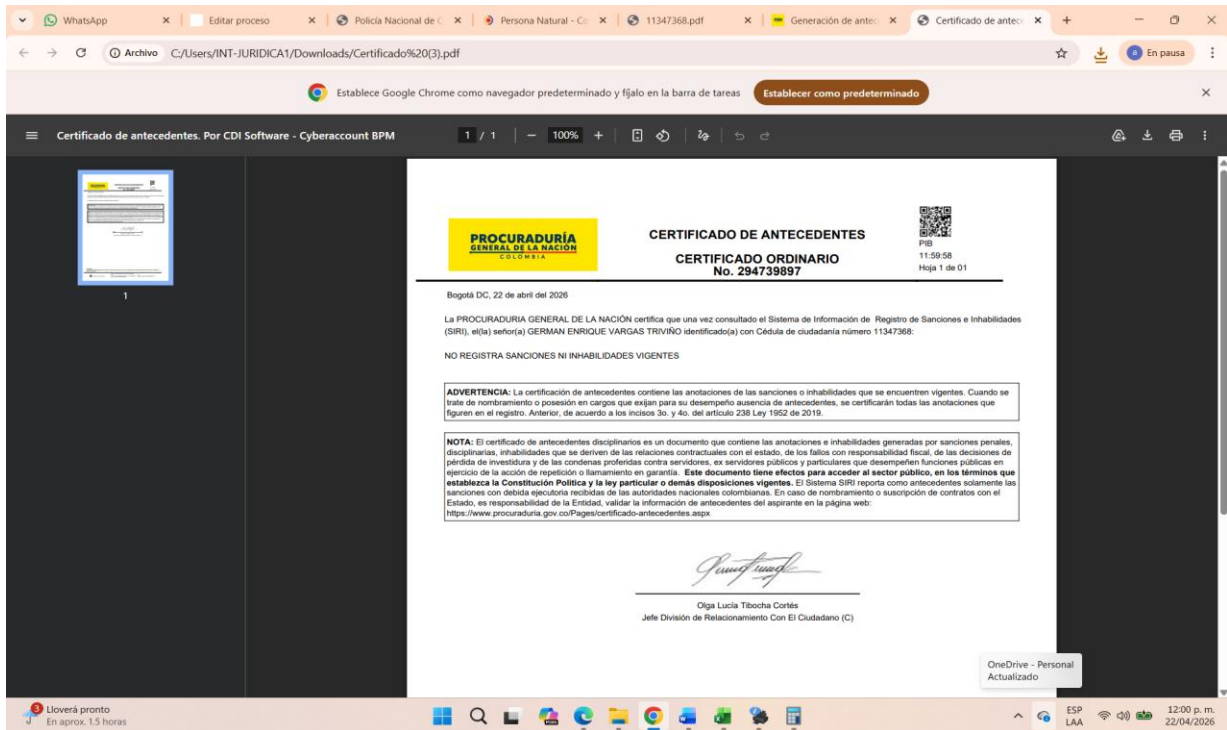 WhatsApp
Editar proceso
Policía Nacional de C
Persona Natural - Co
11347368.pdf
Generación de antec
Certificado de antece
Archivo
C:/Users/INT-JURIDICA1/Downloads/Certificado%20(3).pdf
En pausa
Establece Google Chrome como navegador predeterminado y fíjalo en la barra de tareas
Establecer como predeterminado
Certificado de antecedentes. Por CDI Software - Cyberaccount BPM
1 / 1
100%
1
PROCURADURÍA
GENERAL DE LA NACIÓN
COLOMBIA
CERTIFICADO DE ANTECEDENTES
CERTIFICADO ORDINARIO
No. 294739897
PIB
11:59:58
Hoja 1 de 01
Bogotá DC, 22 de abril del 2026
La PROCURADURIA GENERAL DE LA NACIÓN certifica que una vez consultado el Sistema de Información de Registro de Sanciones e Inhabilidades
(SIRI), el(la) señor(a) GERMAN ENRIQUE VARGAS TRIVIÑO identificado(a) con Cédula de ciudadanía número 11347368:
NO REGISTRA SANCIONES NI INHABILIDADES VIGENTES
ADVERTENCIA: La certificación de antecedentes contiene las anotaciones de las sanciones o inhabilidades que se encuentren vigentes. Cuando se
trate de nombramiento o posesión en cargos que exijan para su desempeño ausencia de antecedentes, se certificarán todas las anotaciones que
figuren en el registro. Anterior, de acuerdo a los incisos 3o. y 4o. del artículo 238 Ley 1952 de 2019.
NOTA: El certificado de antecedentes disciplinarios es un documento que contiene las anotaciones e inhabilidades generadas por sanciones penales,
disciplinarias, inhabilidades que se deriven de las relaciones contractuales con el estado, de los fallos con responsabilidad fiscal, de las decisiones de
pérdida de investidura y de las condenas proferidas contra servidores, ex servidores públicos y particulares que desempeñen funciones públicas en
ejercicio de la acción de repetición o llamamiento en garantía. Este documento tiene efectos para acceder al sector público, en los términos que
establezca la Constitución Política y la ley particular o demás disposiciones vigentes. El Sistema SIRI reporta como antecedentes solamente las
sanciones con debida ejecutoria recibidas de las autoridades nacionales colombianas. En caso de nombramiento o suscripción de contratos con el
Estado, es responsabilidad de la Entidad, validar la información de antecedentes del aspirante en la página web:
https://www.procuraduria.gov.co/Pages/certificado-antecedentes.aspx
Olga Lucía Tibocha Cortés
Jefe División de Relacionamiento Con El Ciudadano (C)
OneDrive - Personal
Actualizado
3
Lloverá pronto
En aprox. 1.5 horas
ESP
LAA
12:00 p. m.
22/04/2026